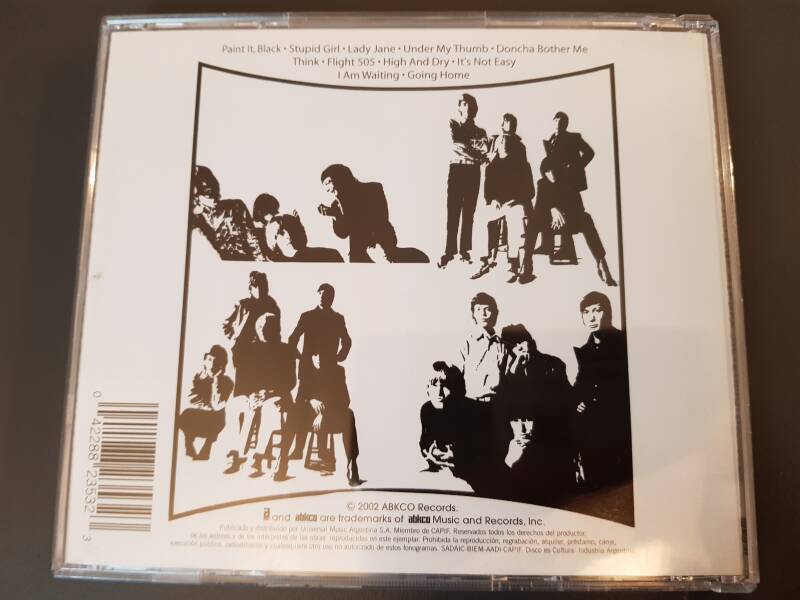 Paint It, Black • Stupid Girl • Lady Jane • Under My Thumb • Doncha Bother Me
Think • Flight 505 • High And Dry • It's Not Easy
I Am Waiting • Going Home
0 42288 23532 3
© 2002 ABKCO Records.
a and abkco are trademarks of abkco Music and Records, Inc.
Publicado y distribuido por Universal Music Argentina S.A. Miembro de CAPIF. Reservados todos los derechos del productor,
de los autores y de los intérpretes de las obras reproducidas en este ejemplar. Prohibida la reproducción, regrabación, alquiler, préstamo, canje,
ejecución pública, radiodifusión y cualesquiera otro uso no autorizado de estos fonogramas. SADAIC-BIEM-AADI-CAPIF. Disco es Cultura. Industria Argentina